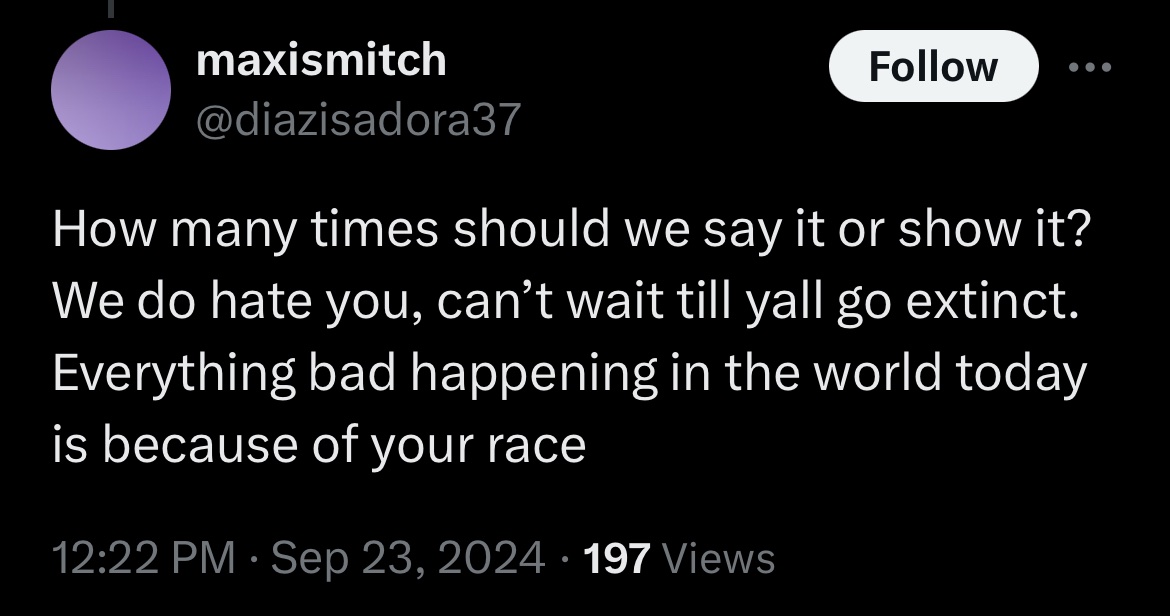 maxismitch
@diazisadora37
Follow
How many times should we say it or show it?
We do hate you, can’t wait till yall go extinct.
Everything bad happening in the world today
is because of your race
12:22 PM · Sep 23, 2024 · 197 Views